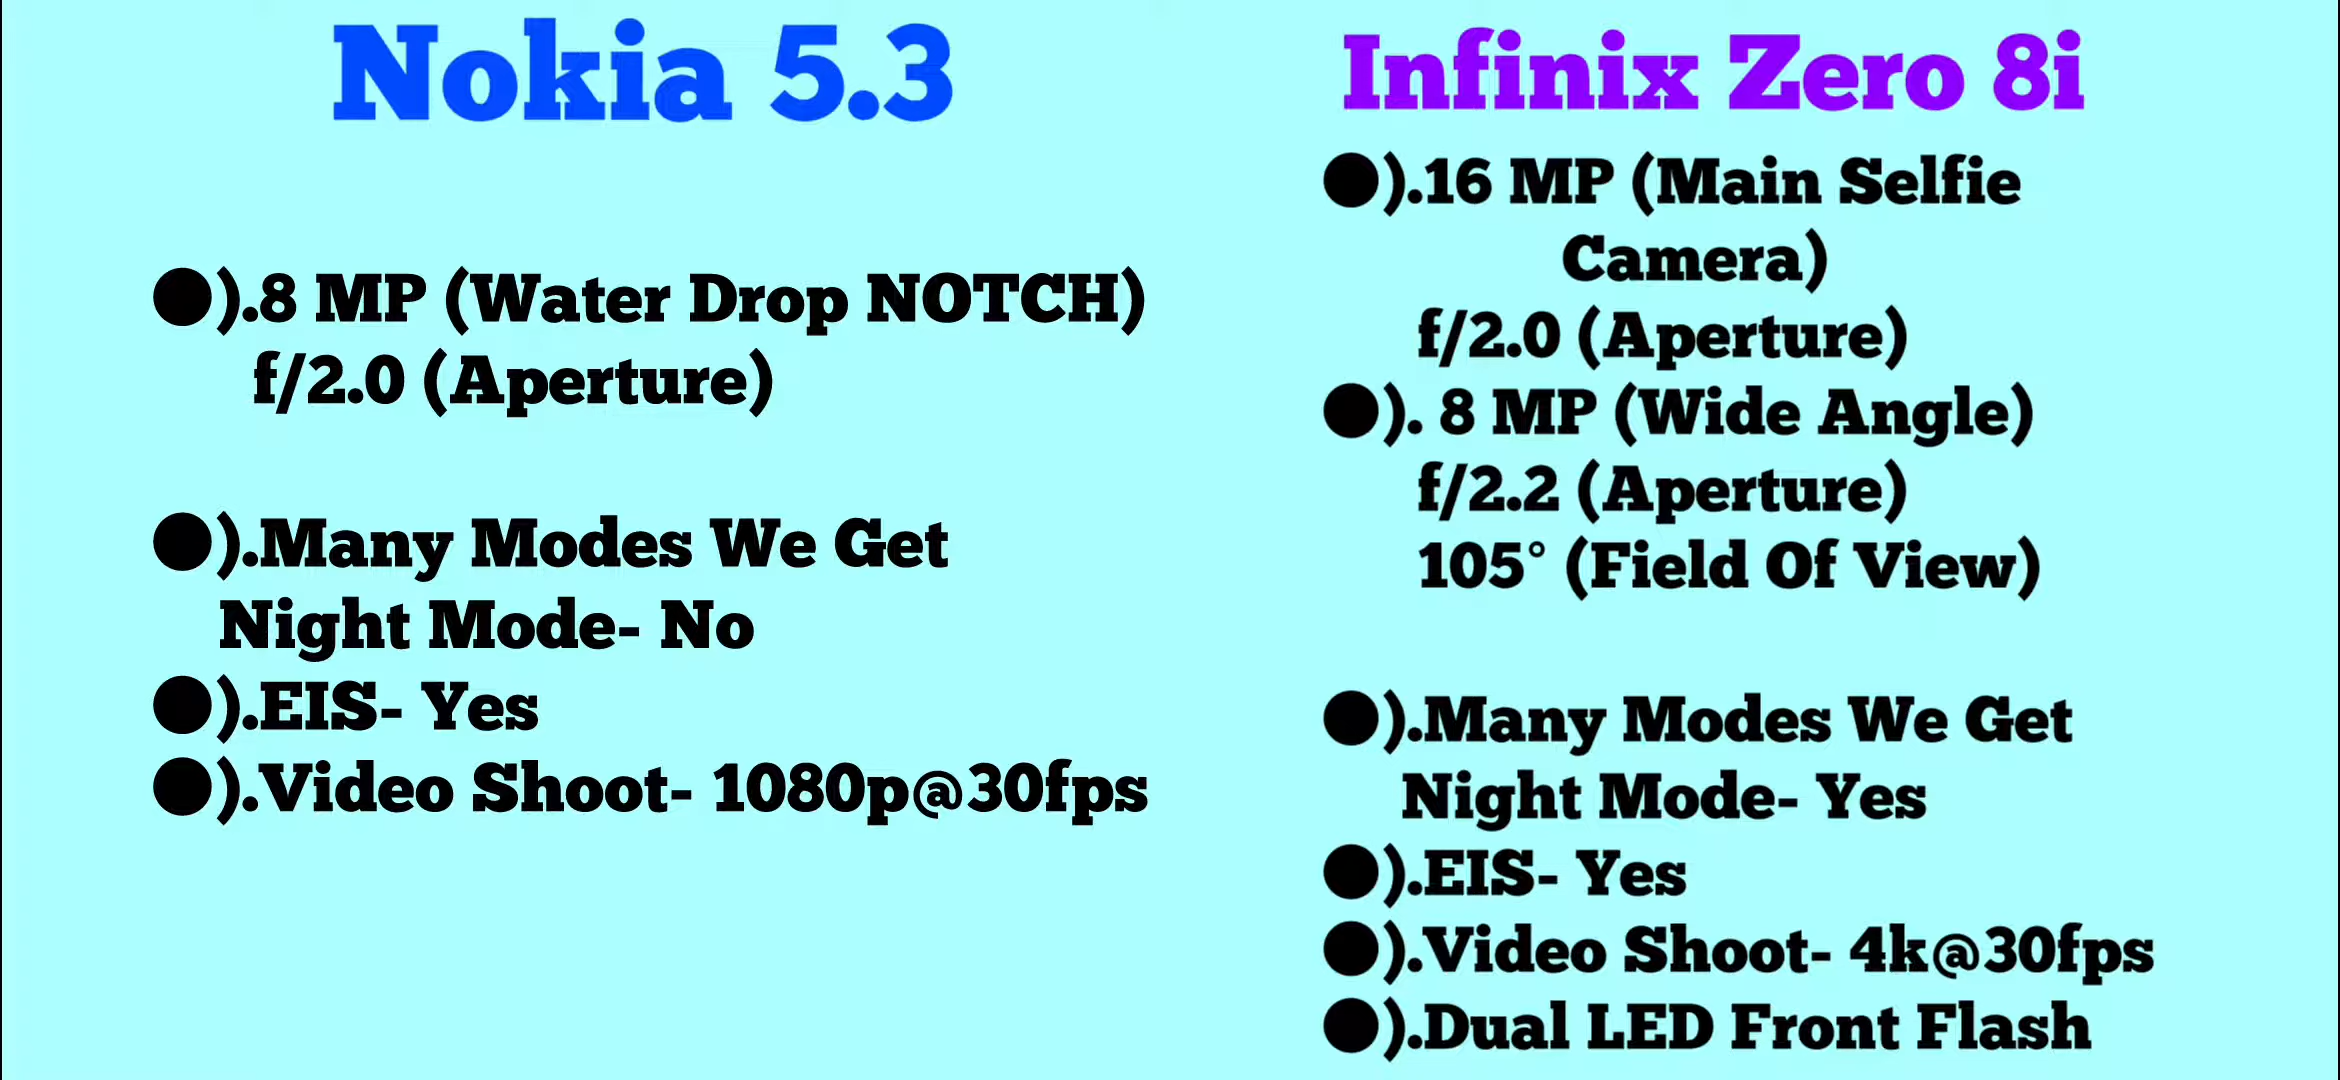 Nokia 5.3
●).8 MP (Water Drop NOTCH)
f/2.0 (Aperture)
●).Many Modes We Get
Night Mode- No
●).EIS- Yes
●).Video Shoot- 1080p@30fps
Infinix Zero 8i
●).16 MP (Main Selfie
Camera)
f/2.0 (Aperture)
●). 8 MP (Wide Angle)
f/2.2 (Aperture)
105° (Field Of View)
●).Many Modes We Get
Night Mode- Yes
●).EIS- Yes
●).Video Shoot- 4k@30fps
●).Dual LED Front Flash